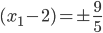 (x₁ − 2) = ± 9/5